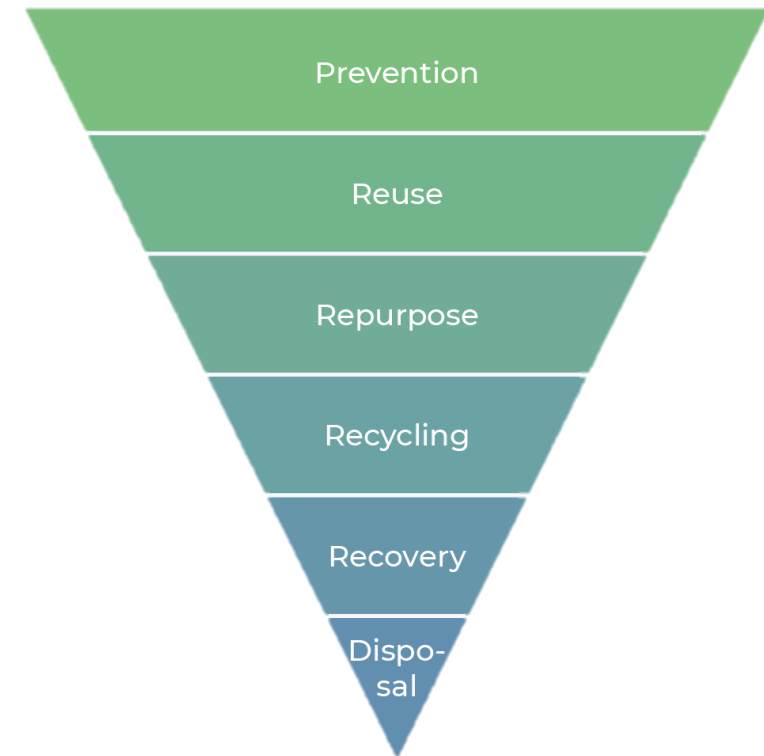 Prevention
Reuse
Repurpose
Recycling
Recovery
Dispo-
sal